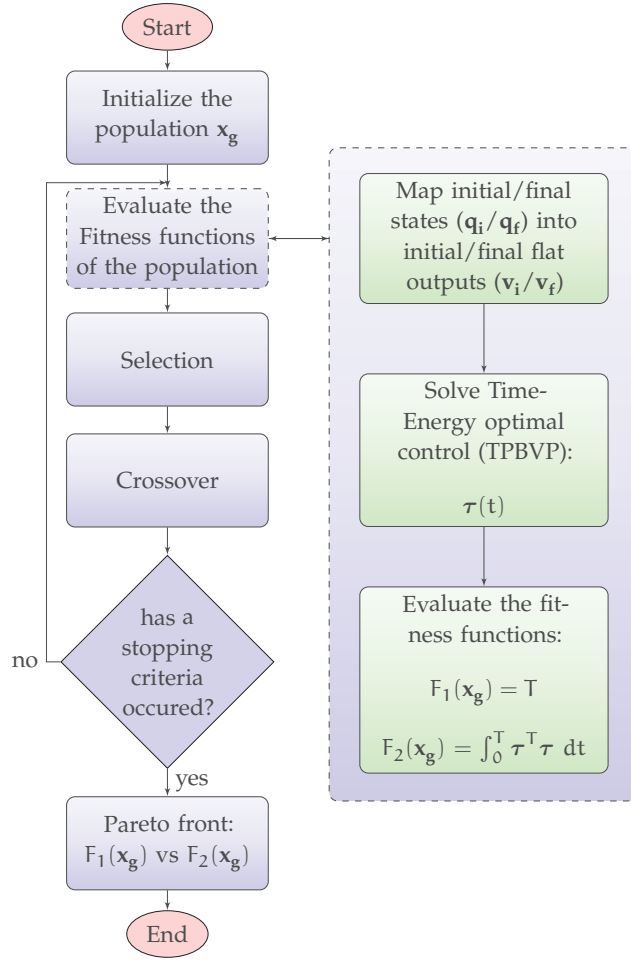 Start
Initialize the
population x_g
Evaluate the
Fitness functions
of the population
Selection
Crossover
has a
stopping
criteria
occured?
no
yes
Pareto front:
F_1(x_g) vs F_2(x_g)
End
Map initial/final
states (q_i/q_f) into
initial/final flat
outputs (v_i/v_f)
Solve Time-
Energy optimal
control (TPBVP):
τ(t)
Evaluate the fit-
ness functions:
F_1(x_g) = T
F_2(x_g) = ∫_0^T τ^T τ dt